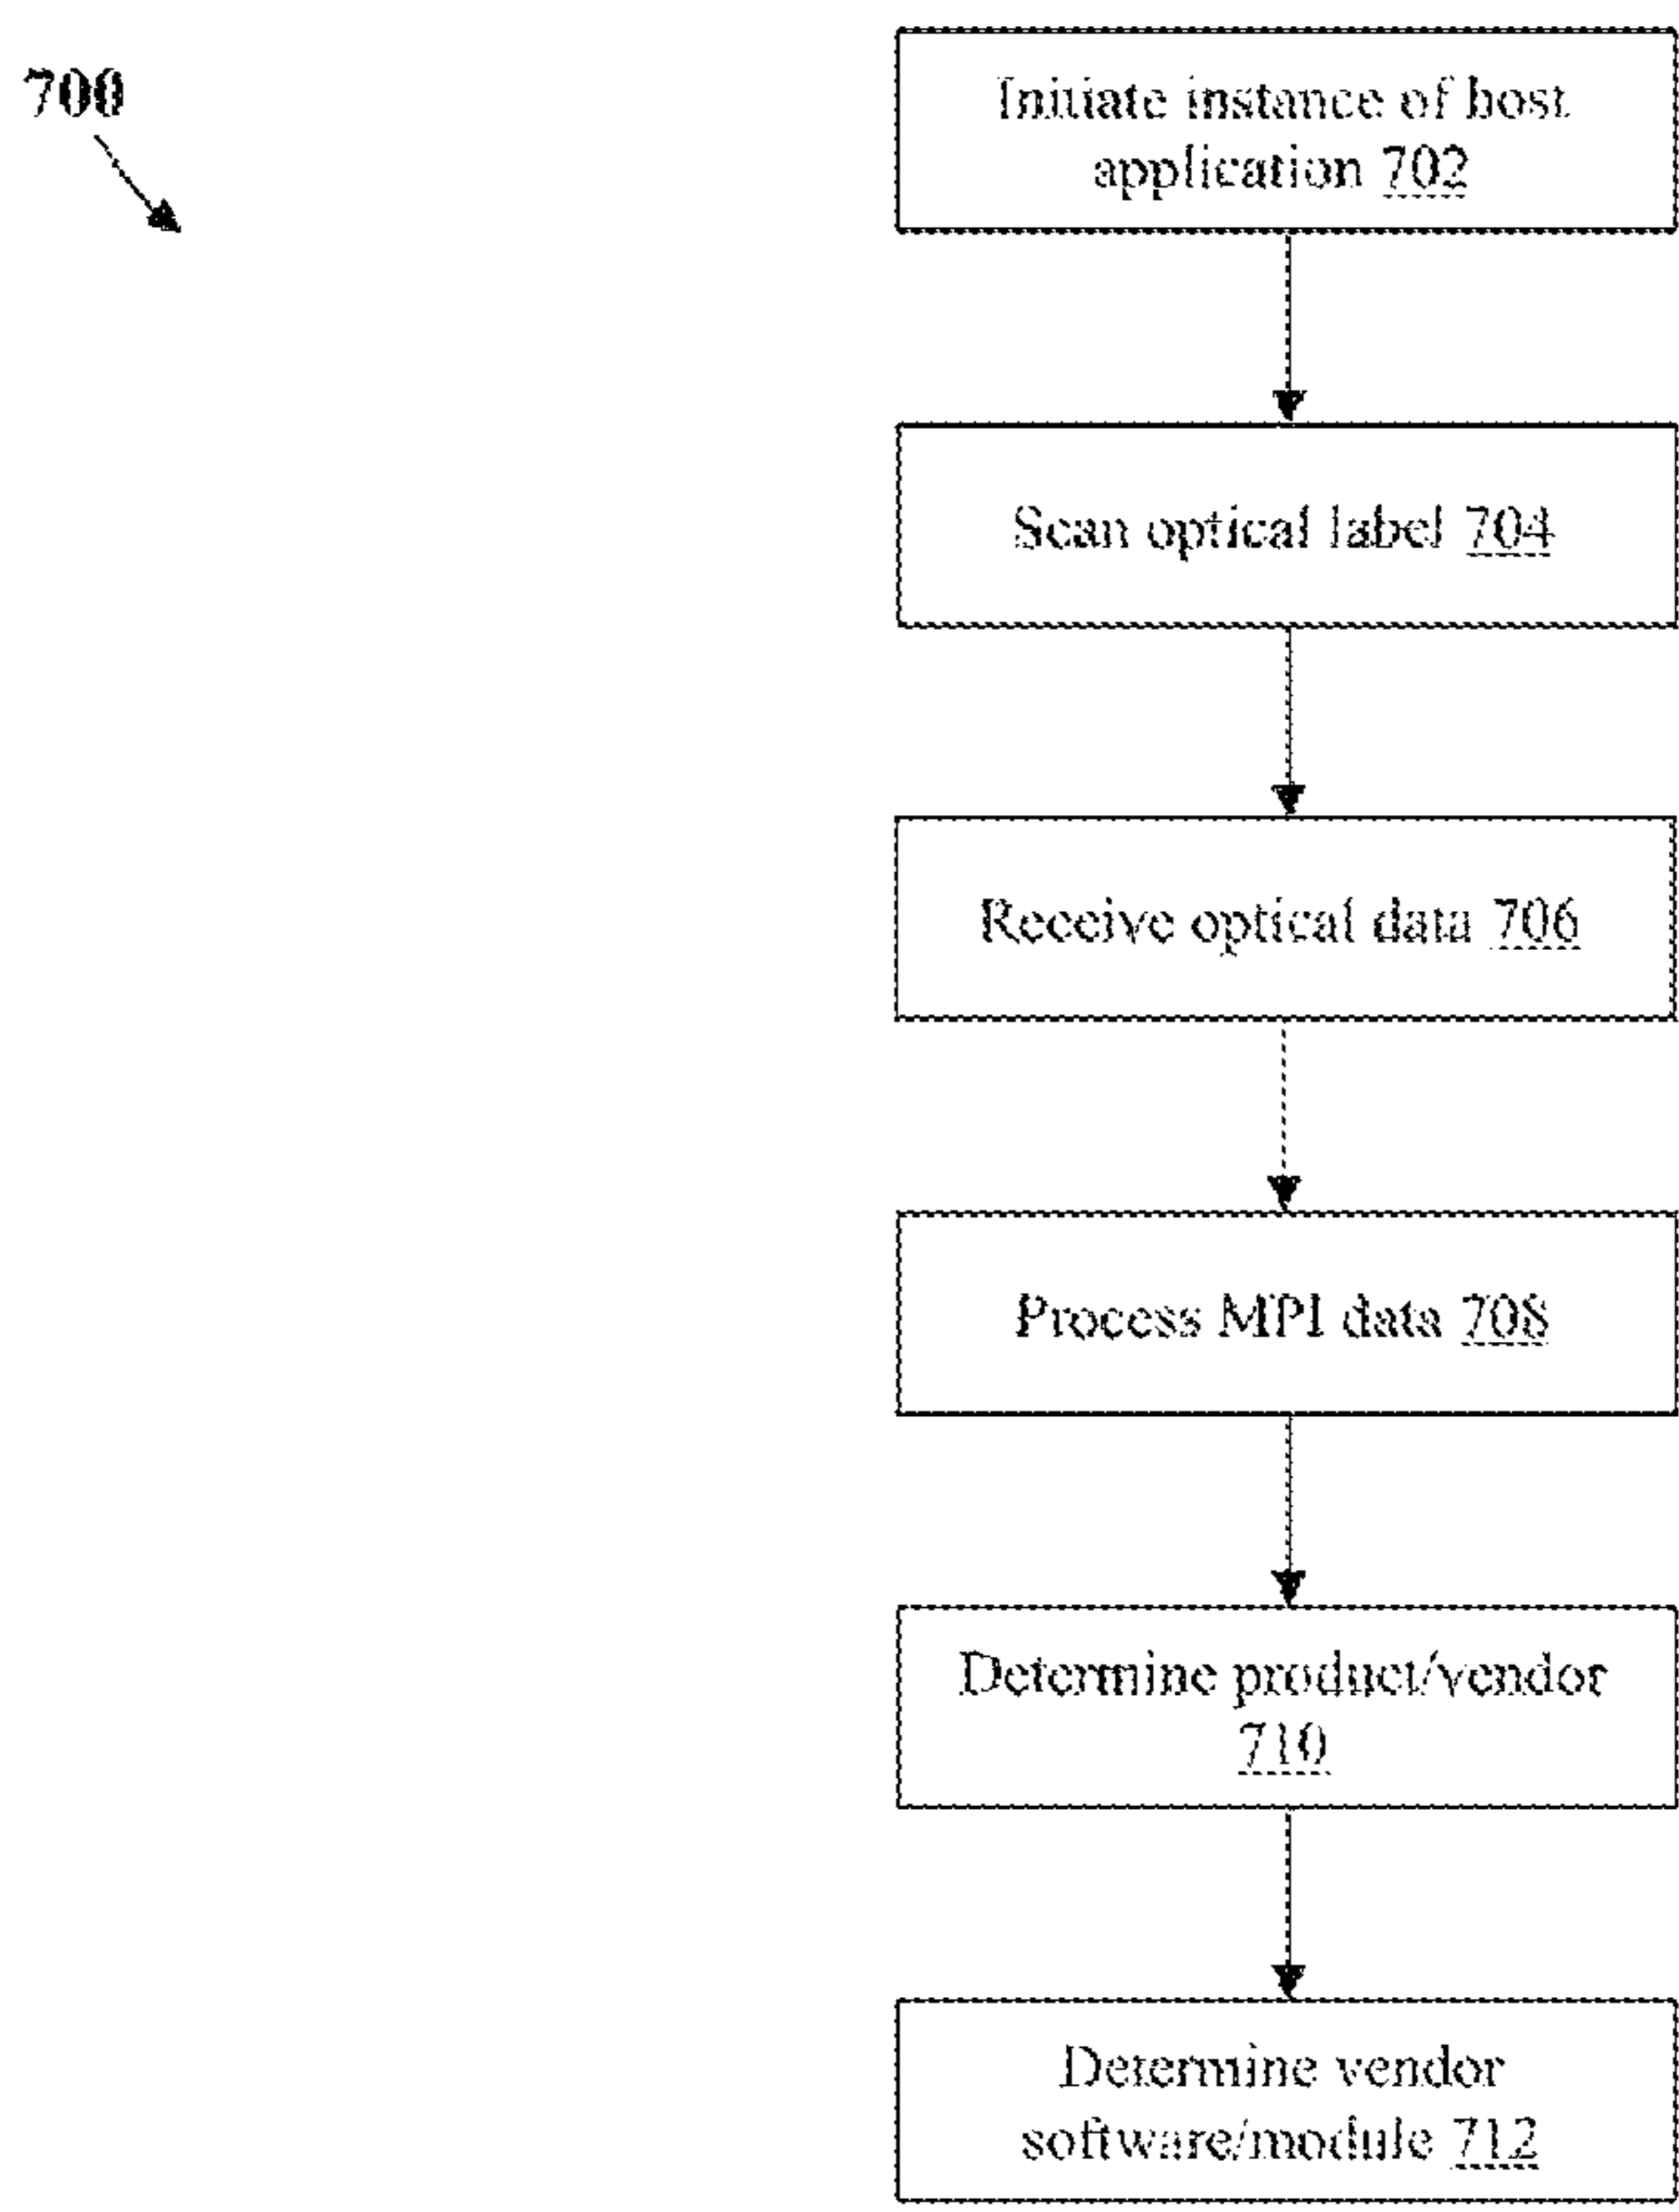 700
Initiate instance of host
application 702
Scan optical label 704
Receive optical data 706
Process MPI data 708
Determine product/vendor
710
Determine vendor
software/module 712